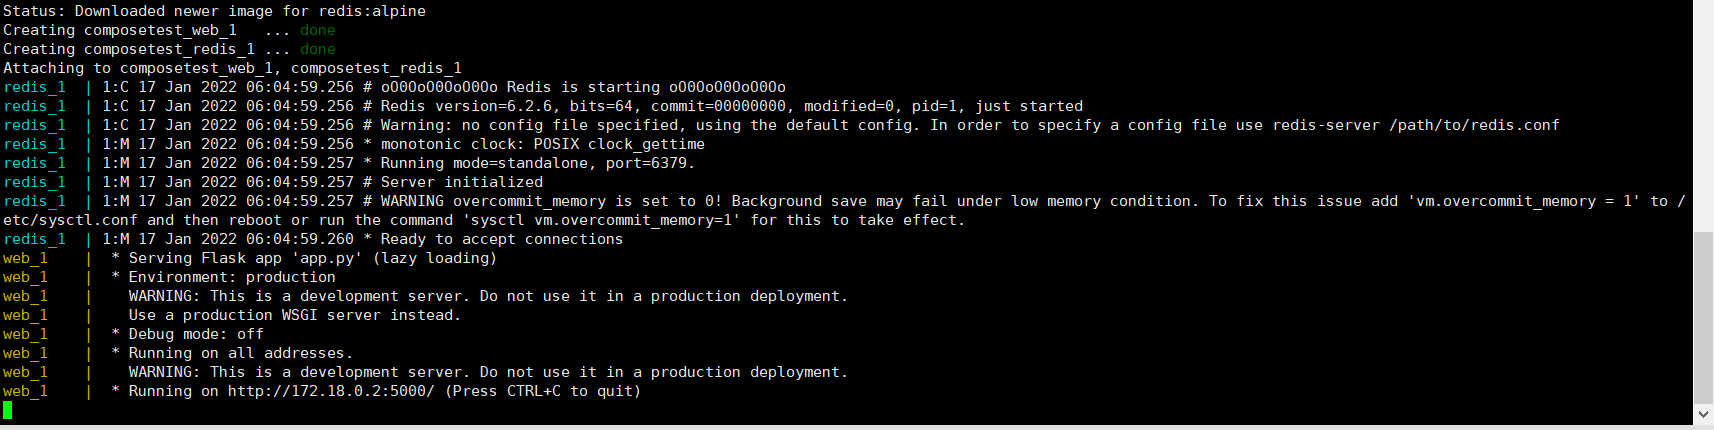 Status: Downloaded newer image for redis:alpine
Creating composetest_web_1   ... done
Creating composetest_redis_1 ... done
Attaching to composetest_web_1, composetest_redis_1
redis_1  | 1:C 17 Jan 2022 06:04:59.256 # oO0OoO0OoO0Oo Redis is starting oO0OoO0OoO0Oo
redis_1  | 1:C 17 Jan 2022 06:04:59.256 # Redis version=6.2.6, bits=64, commit=00000000, modified=0, pid=1, just started
redis_1  | 1:C 17 Jan 2022 06:04:59.256 # Warning: no config file specified, using the default config. In order to specify a config file use redis-server /path/to/redis.conf
redis_1  | 1:M 17 Jan 2022 06:04:59.256 * monotonic clock: POSIX clock_gettime
redis_1  | 1:M 17 Jan 2022 06:04:59.257 * Running mode=standalone, port=6379.
redis_1  | 1:M 17 Jan 2022 06:04:59.257 # Server initialized
redis_1  | 1:M 17 Jan 2022 06:04:59.257 # WARNING overcommit_memory is set to 0! Background save may fail under low memory condition. To fix this issue add 'vm.overcommit_memory = 1' to /
etc/sysctl.conf and then reboot or run the command 'sysctl vm.overcommit_memory=1' for this to take effect.
redis_1  | 1:M 17 Jan 2022 06:04:59.260 * Ready to accept connections
web_1    |  * Serving Flask app 'app.py' (lazy loading)
web_1    |  * Environment: production
web_1    |    WARNING: This is a development server. Do not use it in a production deployment.
web_1    |    Use a production WSGI server instead.
web_1    |  * Debug mode: off
web_1    |  * Running on all addresses.
web_1    |    WARNING: This is a development server. Do not use it in a production deployment.
web_1    |  * Running on http://172.18.0.2:5000/ (Press CTRL+C to quit)